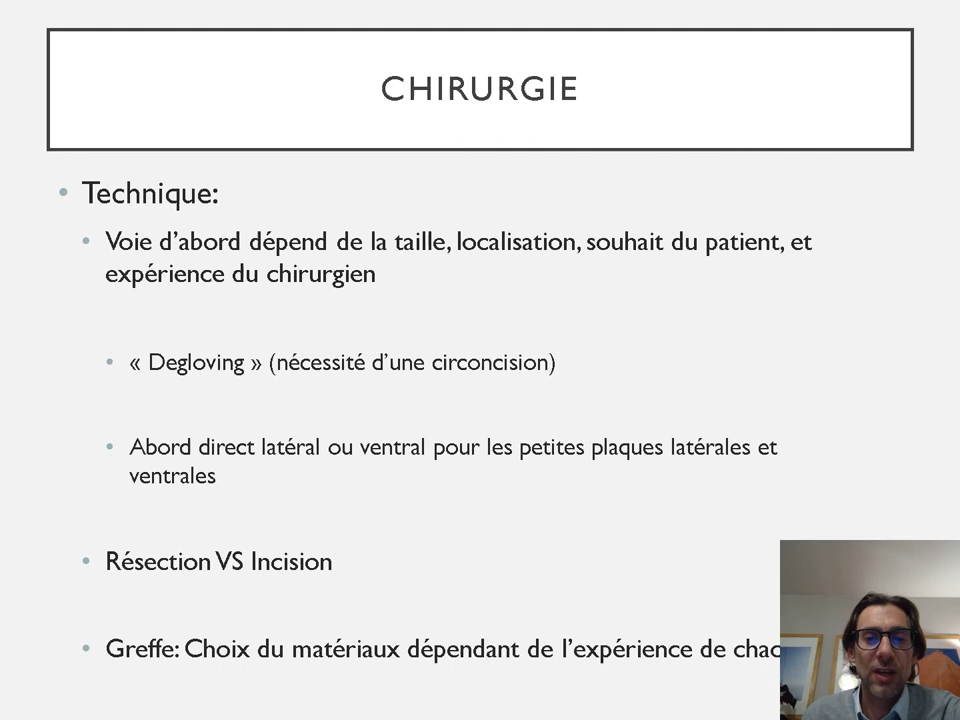 CHIRURGIE
• Technique:
• Voie d’abord dépend de la taille, localisation, souhait du patient, et
expérience du chirurgien
• « Degloving » (nécessité d’une circoncision)
• Abord direct latéral ou ventral pour les petites plaques latérales et
ventrales
• Résection VS Incision
• Greffe: Choix du matériaux dépendant de l’expérience de